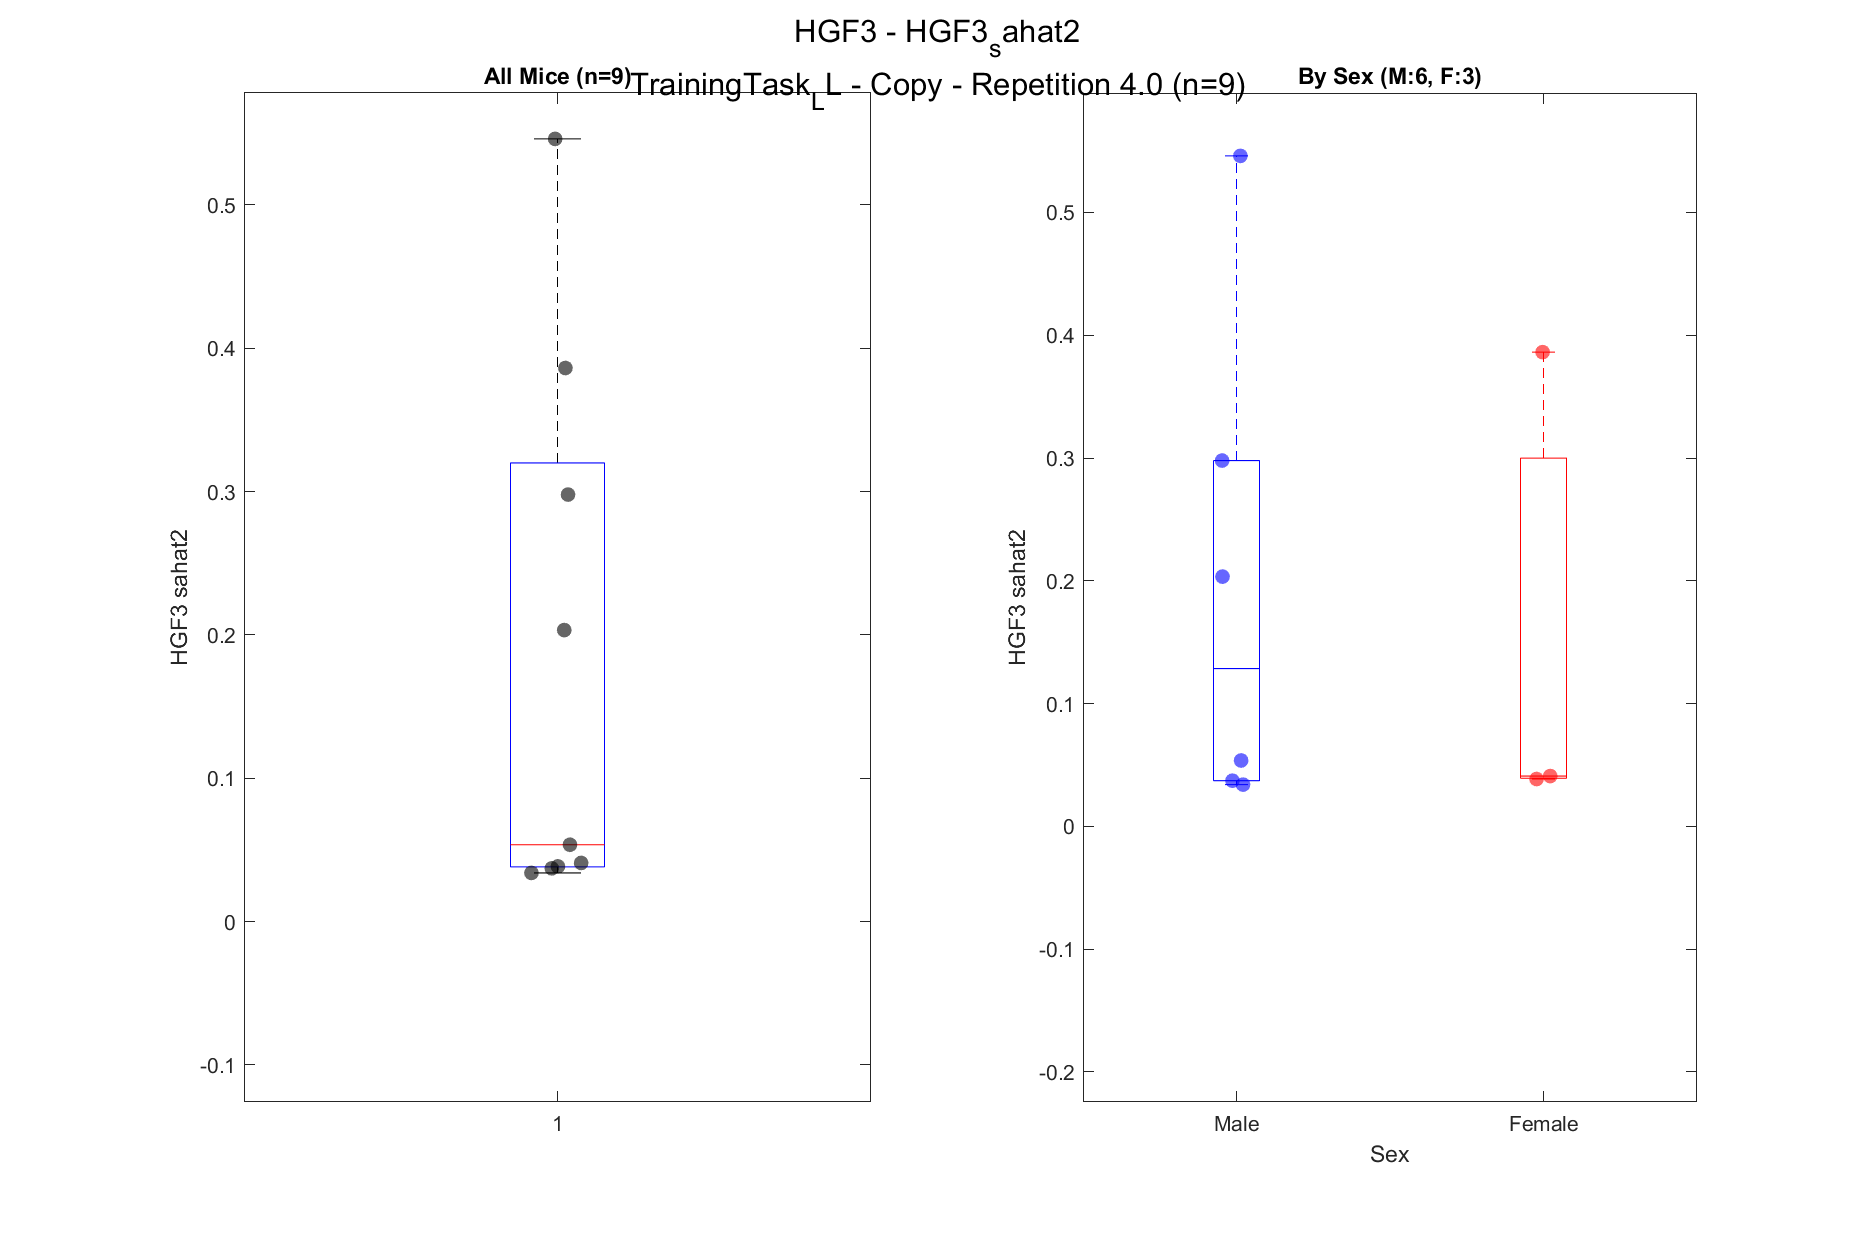 HGF3 - HGF3sahat2
TrainingTaskLL - Copy - Repetition 4.0 (n=9)
All Mice (n=9)
0.5
0.4
0.3
0.2
0.1
0
-0.1
HGF3 sahat2
1
By Sex (M:6, F:3)
0.5
0.4
0.3
0.2
0.1
0
-0.1
-0.2
HGF3 sahat2
Male
Female
Sex